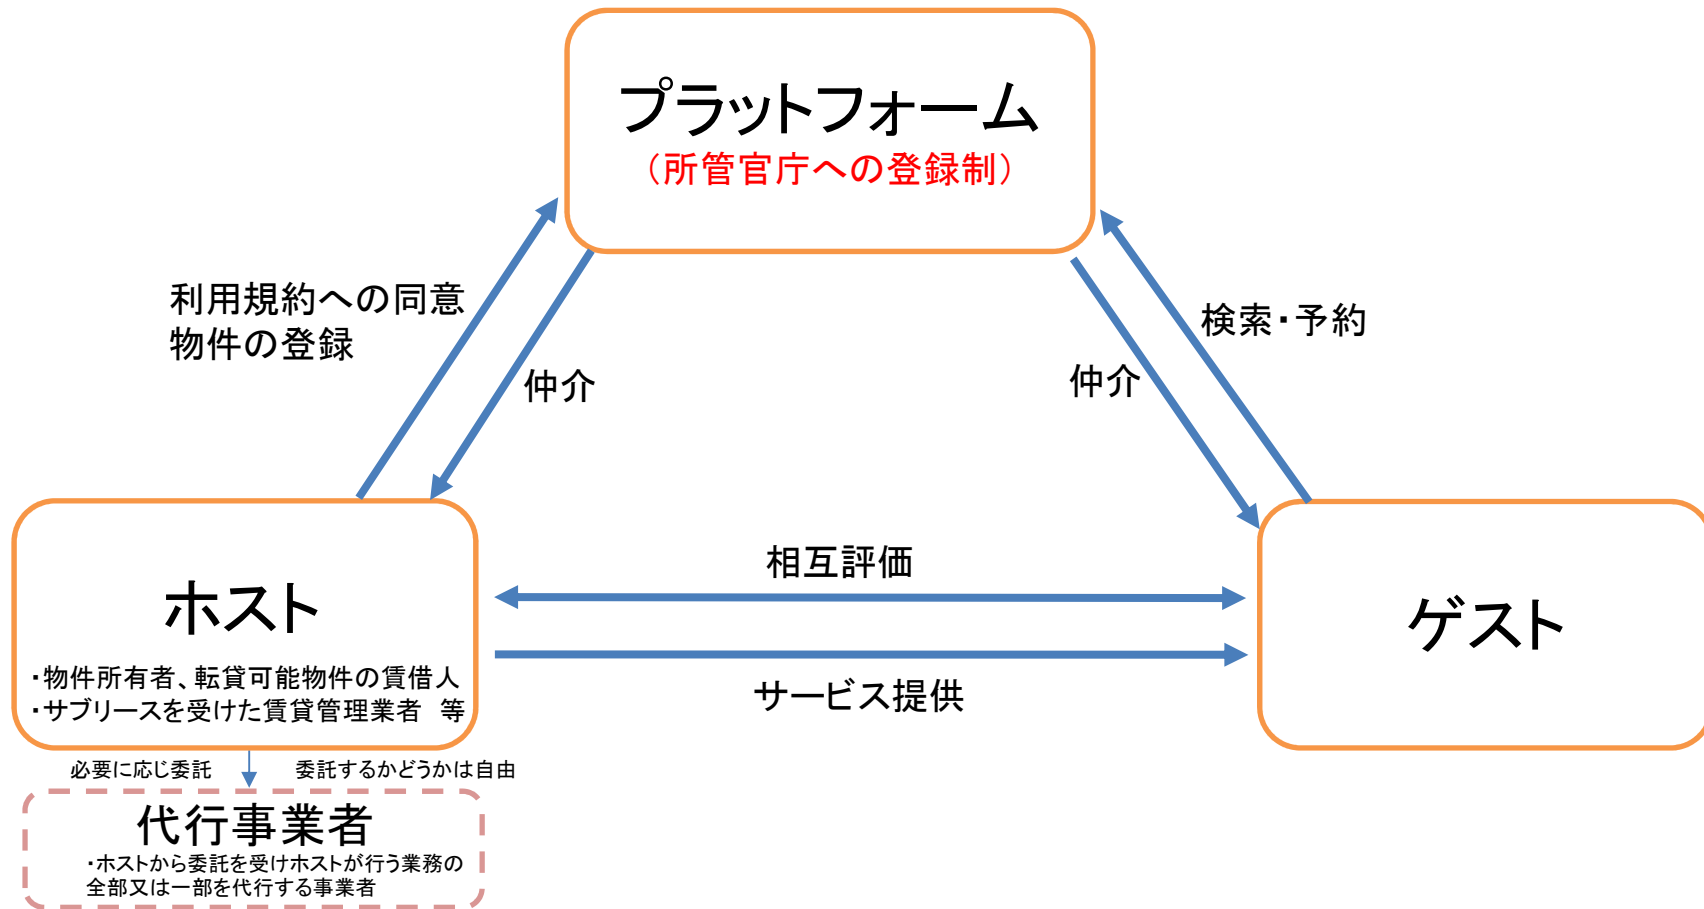 プラットフォーム
（所管官庁への登録制）
利用規約への同意
物件の登録
仲介
仲介
検索・予約
相互評価
サービス提供
ホスト
・物件所有者、転貸可能物件の賃借人
・サブリースを受けた賃貸管理業者　等
ゲスト
必要に応じ委託
委託するかどうかは自由
代行事業者
・ホストから委託を受けホストが行う業務の
全部又は一部を代行する事業者